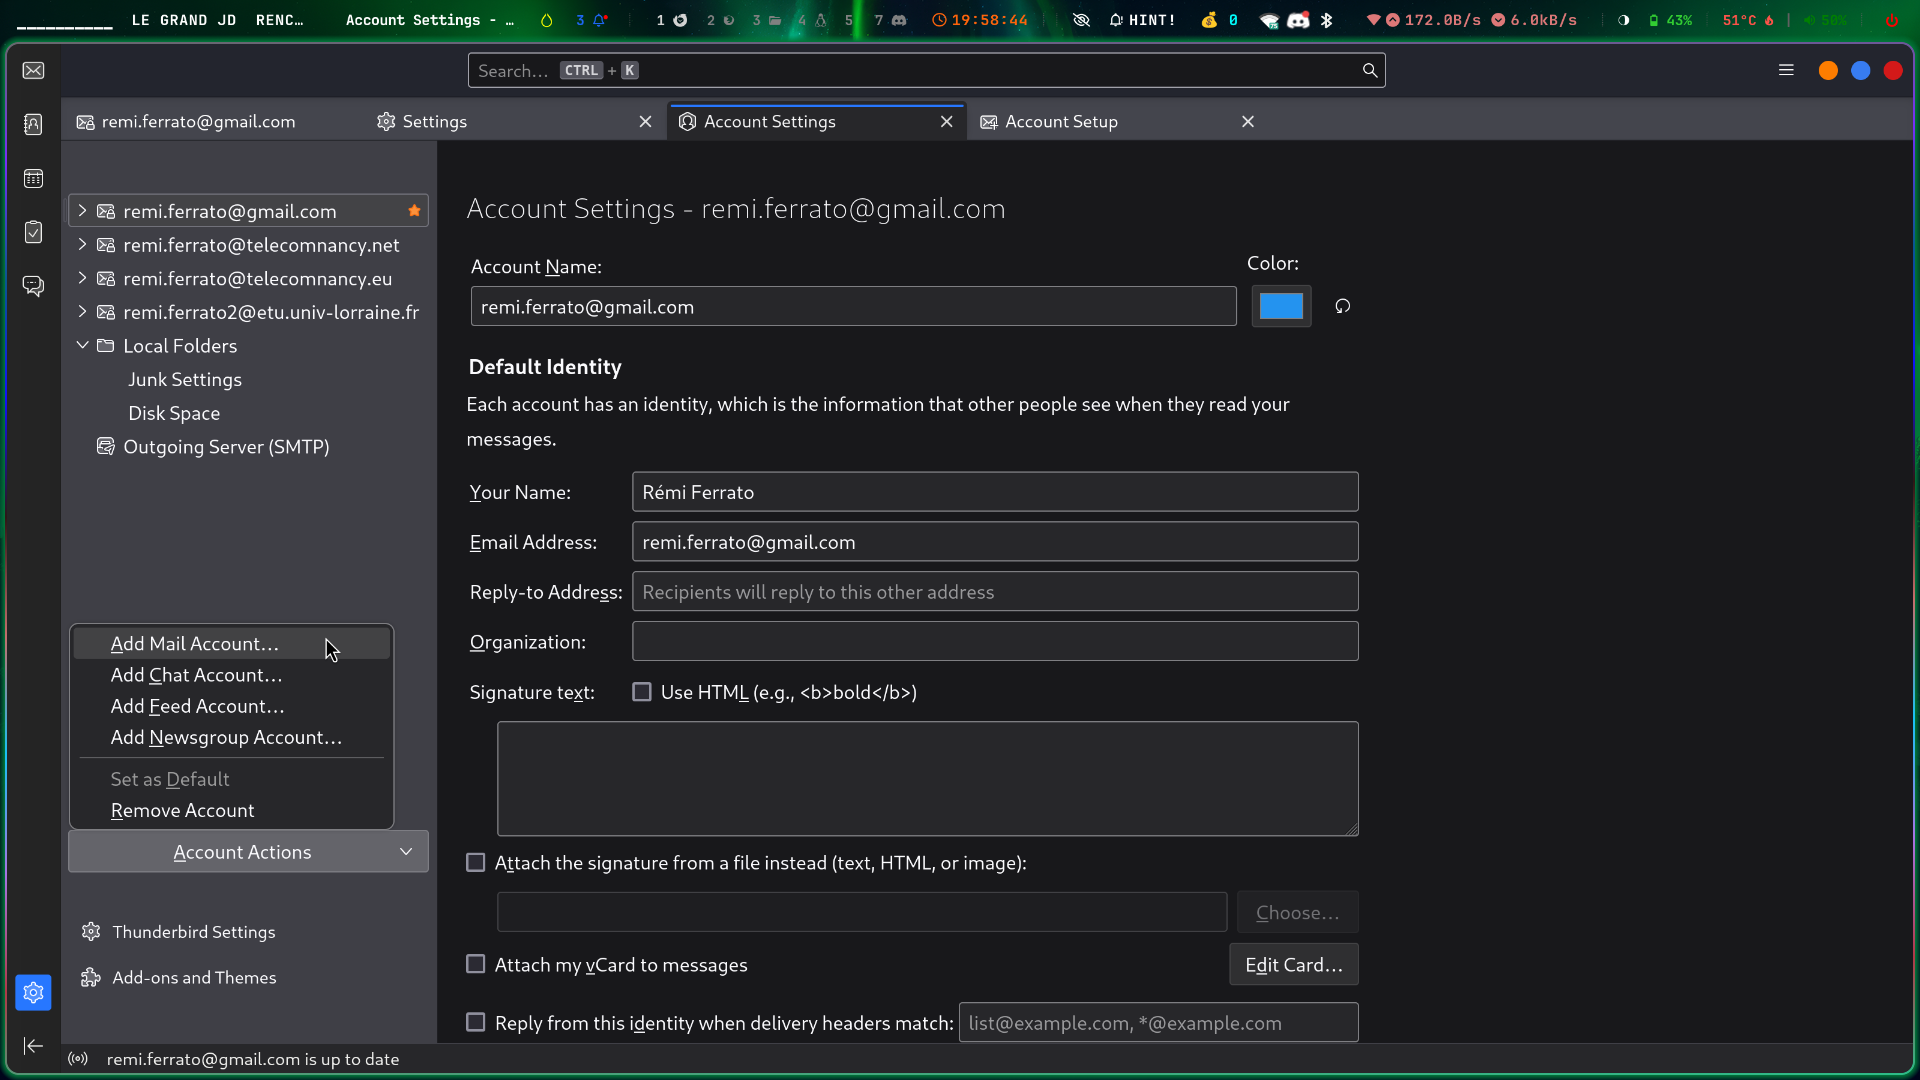 __________ LE GRAND JD RENC… Account Settings - … 3 1 2 3 4 5 7 19:58:44 HINT! 0 172.0B/s 6.0kB/s 43% 51°C 50%
Search… CTRL + K
remi.ferrato@gmail.com Settings Account Settings Account Setup
remi.ferrato@gmail.com
remi.ferrato@telecomnancy.net
remi.ferrato@telecomnancy.eu
remi.ferrato2@etu.univ-lorraine.fr
Local Folders
Junk Settings
Disk Space
Outgoing Server (SMTP)
Add Mail Account…
Add Chat Account…
Add Feed Account…
Add Newsgroup Account…
Set as Default
Remove Account
Account Actions
Thunderbird Settings
Add-ons and Themes
Account Settings - remi.ferrato@gmail.com
Account Name: Color:
remi.ferrato@gmail.com
Default Identity
Each account has an identity, which is the information that other people see when they read your
messages.
Your Name: Rémi Ferrato
Email Address: remi.ferrato@gmail.com
Reply-to Address: Recipients will reply to this other address
Organization:
Signature text: Use HTML (e.g., <b>bold</b>)
Attach the signature from a file instead (text, HTML, or image):
Choose…
Attach my vCard to messages Edit Card…
Reply from this identity when delivery headers match: list@example.com, *@example.com
remi.ferrato@gmail.com is up to date